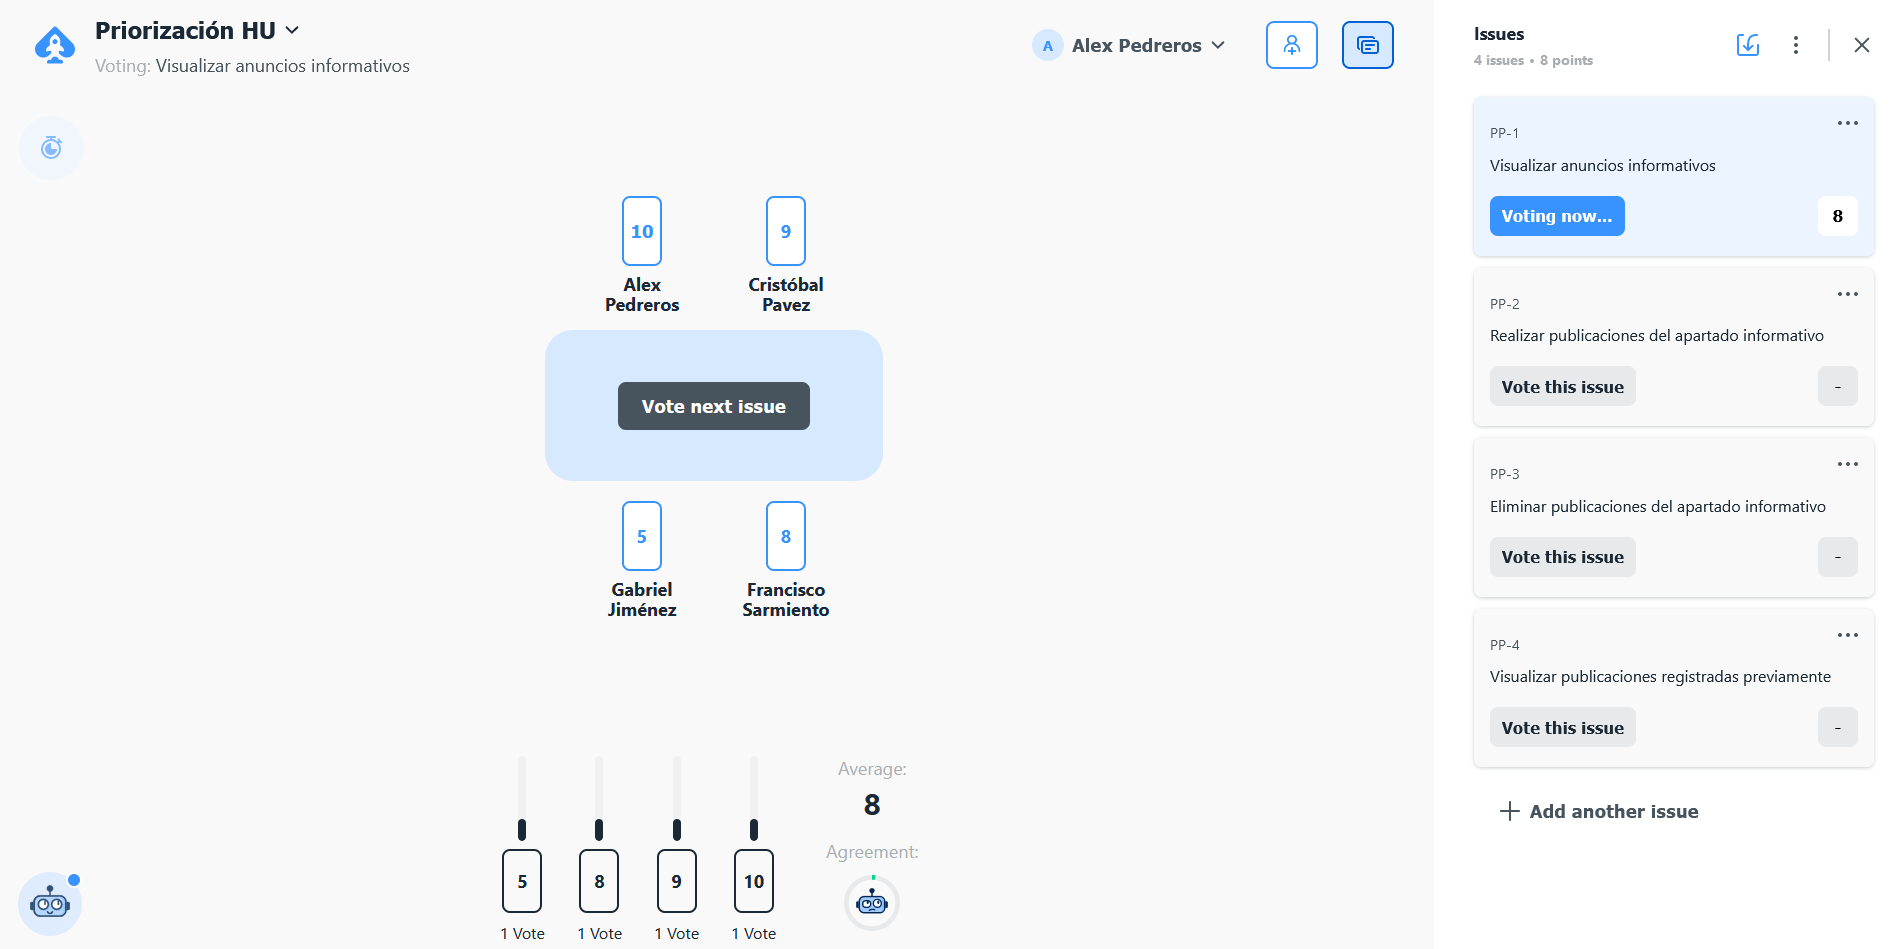 Priorización HU
Voting: Visualizar anuncios informativos
A Alex Pedreros
10
Alex
Pedreros
9
Cristóbal
Pavez
Vote next issue
5
Gabriel
Jiménez
8
Francisco
Sarmiento
5
1 Vote
8
1 Vote
9
1 Vote
10
1 Vote
Average:
8
Agreement:
Issues
4 issues • 8 points
PP-1
Visualizar anuncios informativos
Voting now...
8
PP-2
Realizar publicaciones del apartado informativo
Vote this issue
-
PP-3
Eliminar publicaciones del apartado informativo
Vote this issue
-
PP-4
Visualizar publicaciones registradas previamente
Vote this issue
-
Add another issue